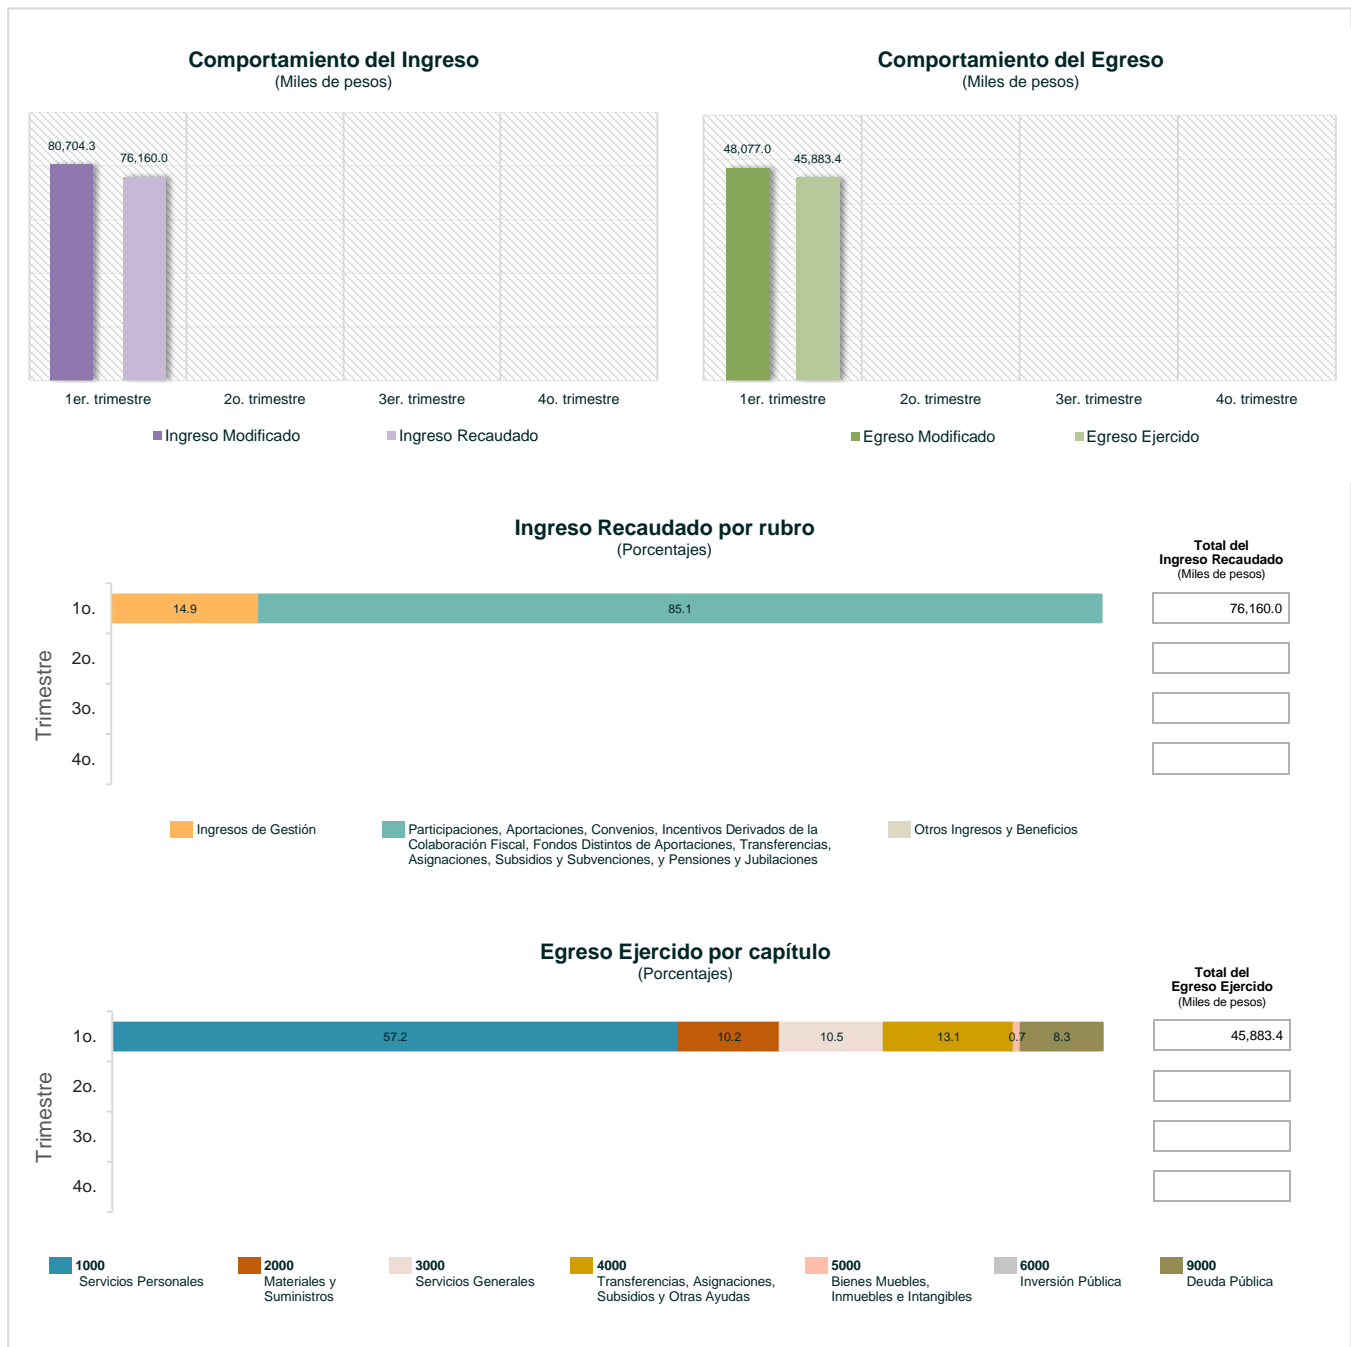 Comportamiento del Ingreso
(Miles de pesos)
80,704.3
76,160.0
1er. trimestre
2o. trimestre
3er. trimestre
4o. trimestre
Ingreso Modificado
Ingreso Recaudado
Comportamiento del Egreso
(Miles de pesos)
48,077.0
45,883.4
1er. trimestre
2o. trimestre
3er. trimestre
4o. trimestre
Egreso Modificado
Egreso Ejercido
Ingreso Recaudado por rubro
(Porcentajes)
Total del
Ingreso Recaudado
(Miles de pesos)
Trimestre
1o.
14.9
85.1
76,160.0
2o.
3o.
4o.
Ingresos de Gestión
Participaciones, Aportaciones, Convenios, Incentivos Derivados de la
Colaboración Fiscal, Fondos Distintos de Aportaciones, Transferencias,
Asignaciones, Subsidios y Subvenciones, y Pensiones y Jubilaciones
Otros Ingresos y Beneficios
Egreso Ejercido por capítulo
(Porcentajes)
Total del
Egreso Ejercido
(Miles de pesos)
Trimestre
1o.
57.2
10.2
10.5
13.1
0.7
8.3
45,883.4
2o.
3o.
4o.
1000
Servicios Personales
2000
Materiales y
Suministros
3000
Servicios Generales
4000
Transferencias, Asignaciones,
Subsidios y Otras Ayudas
5000
Bienes Muebles,
Inmuebles e Intangibles
6000
Inversión Pública
9000
Deuda Pública